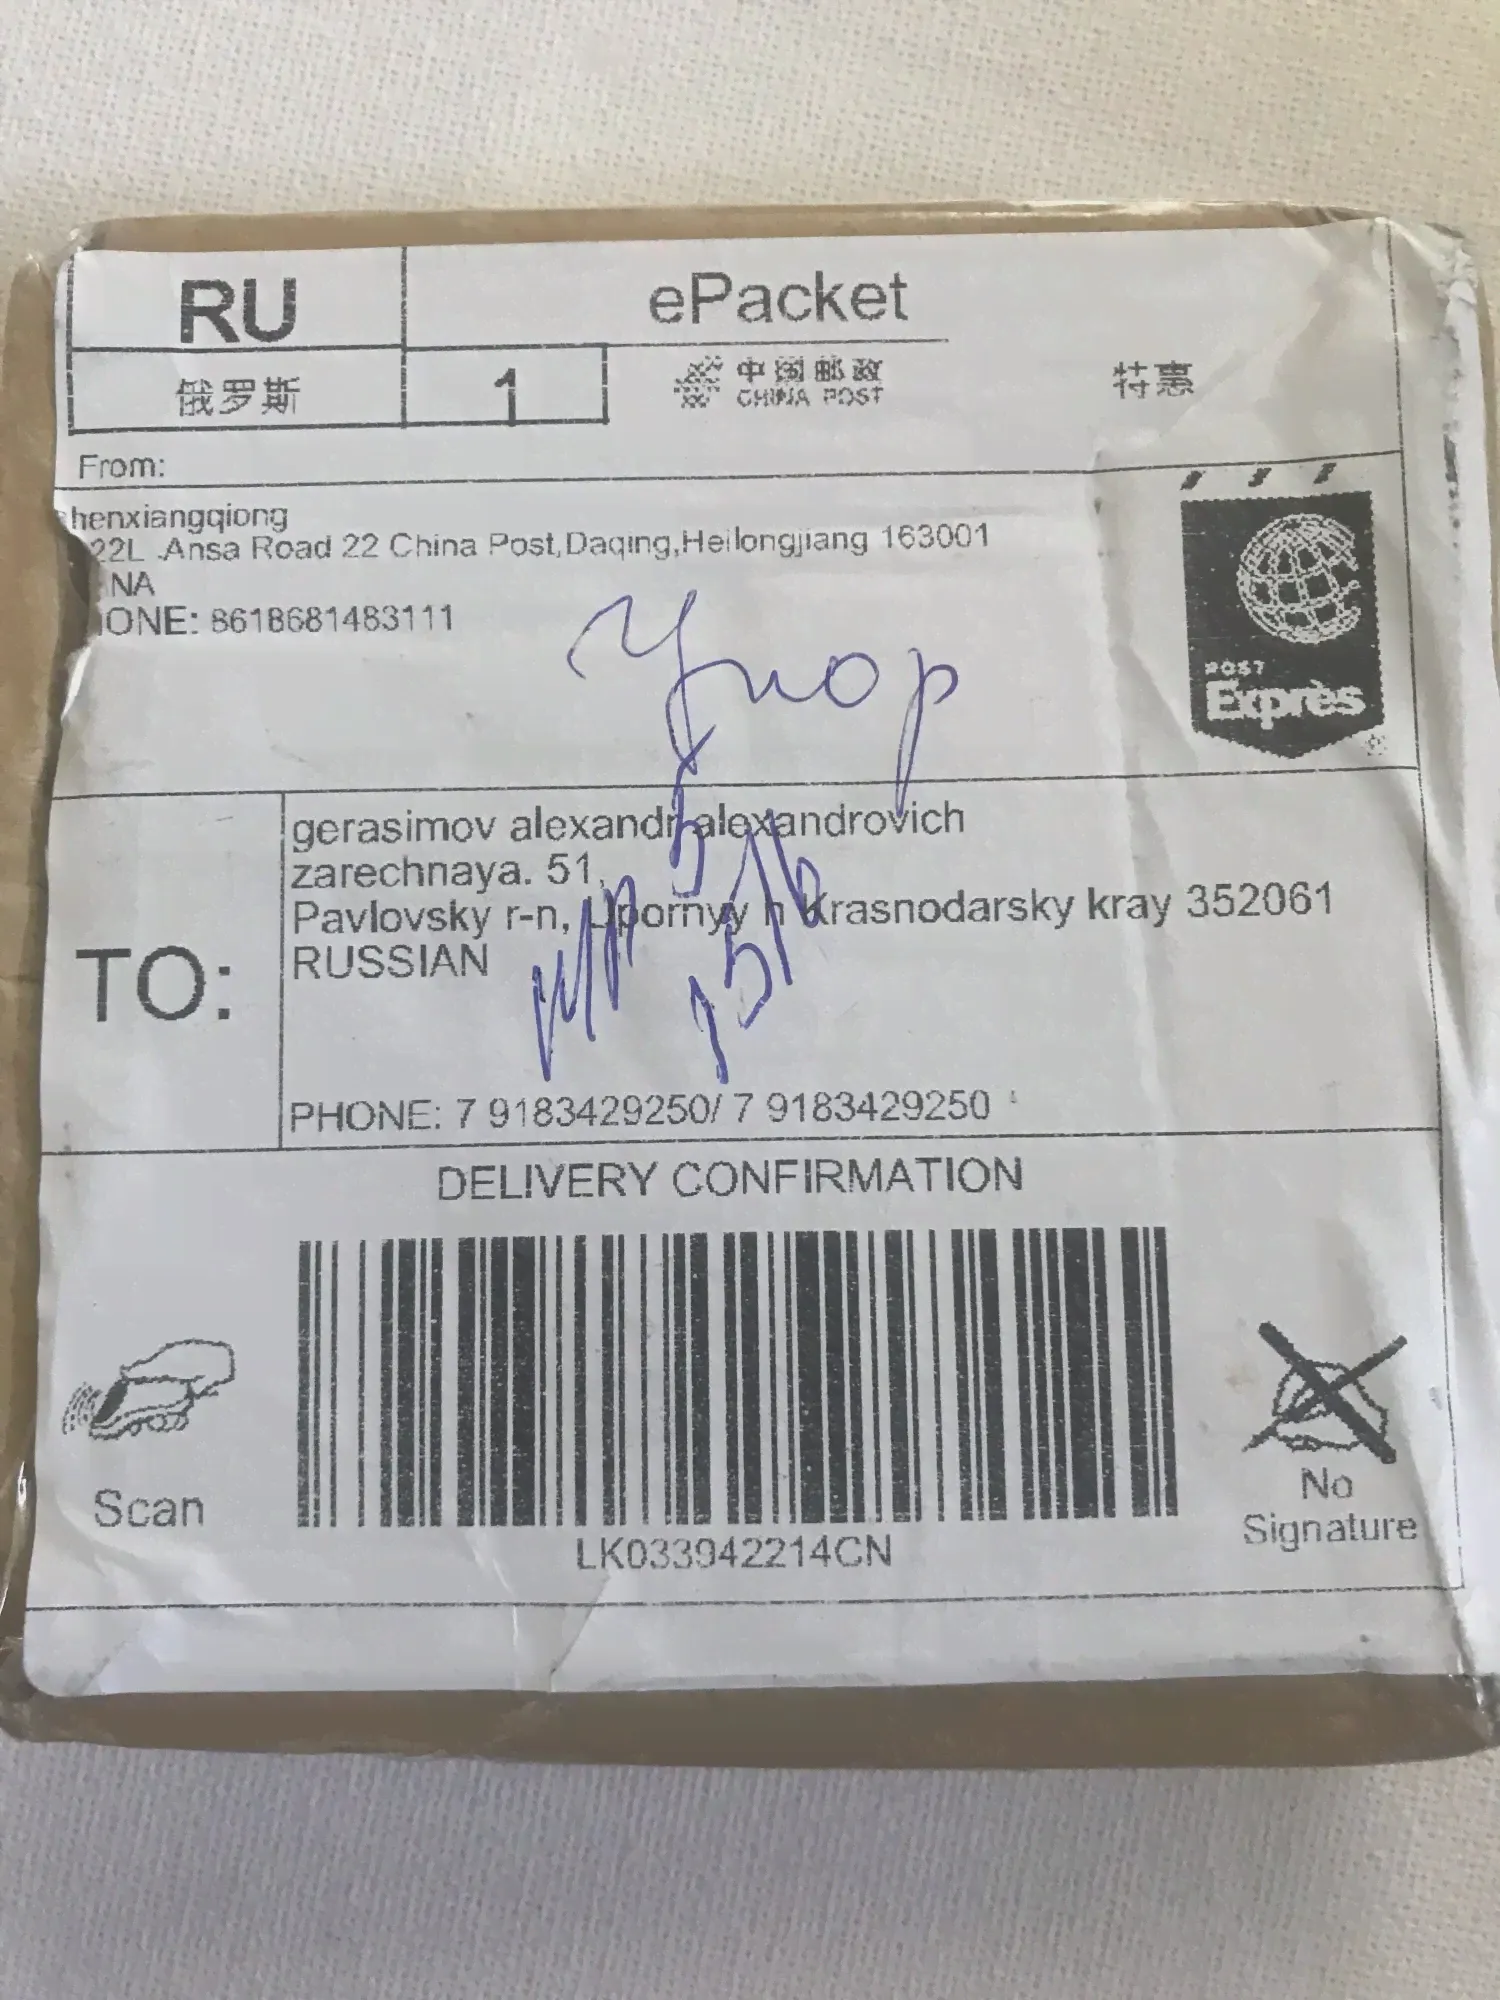 RU
ePacket
俄罗斯
1
中国邮政
CHINA POST
特惠
From:
henxiangqiong
22L .Ansa Road 22 China Post,Daqing,Heilongjiang 163001
NA
ONE: 8618681483111
POST
Exprès
Упор
TO:
gerasimov alexandr alexandrovich
zarechnaya. 51,
Pavlovsky r-n, Upornyy h Krasnodarsky kray 352061
RUSSIAN
PHONE: 7 9183429250/ 7 9183429250
DELIVERY CONFIRMATION
Scan
No
Signature
LK033942214CN